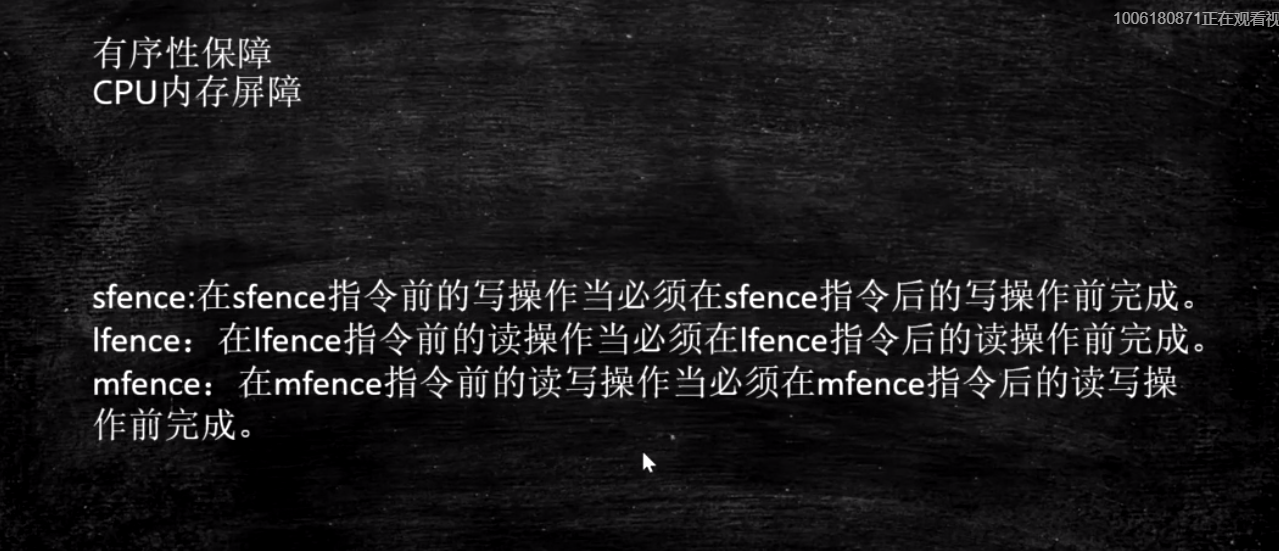 1006180871正在观看视
有序性保障
CPU内存屏障
sfence:在sfence指令前的写操作当必须在sfence指令后的写操作前完成。
lfence：在lfence指令前的读操作当必须在lfence指令后的读操作前完成。
mfence：在mfence指令前的读写操作当必须在mfence指令后的读写操
作前完成。